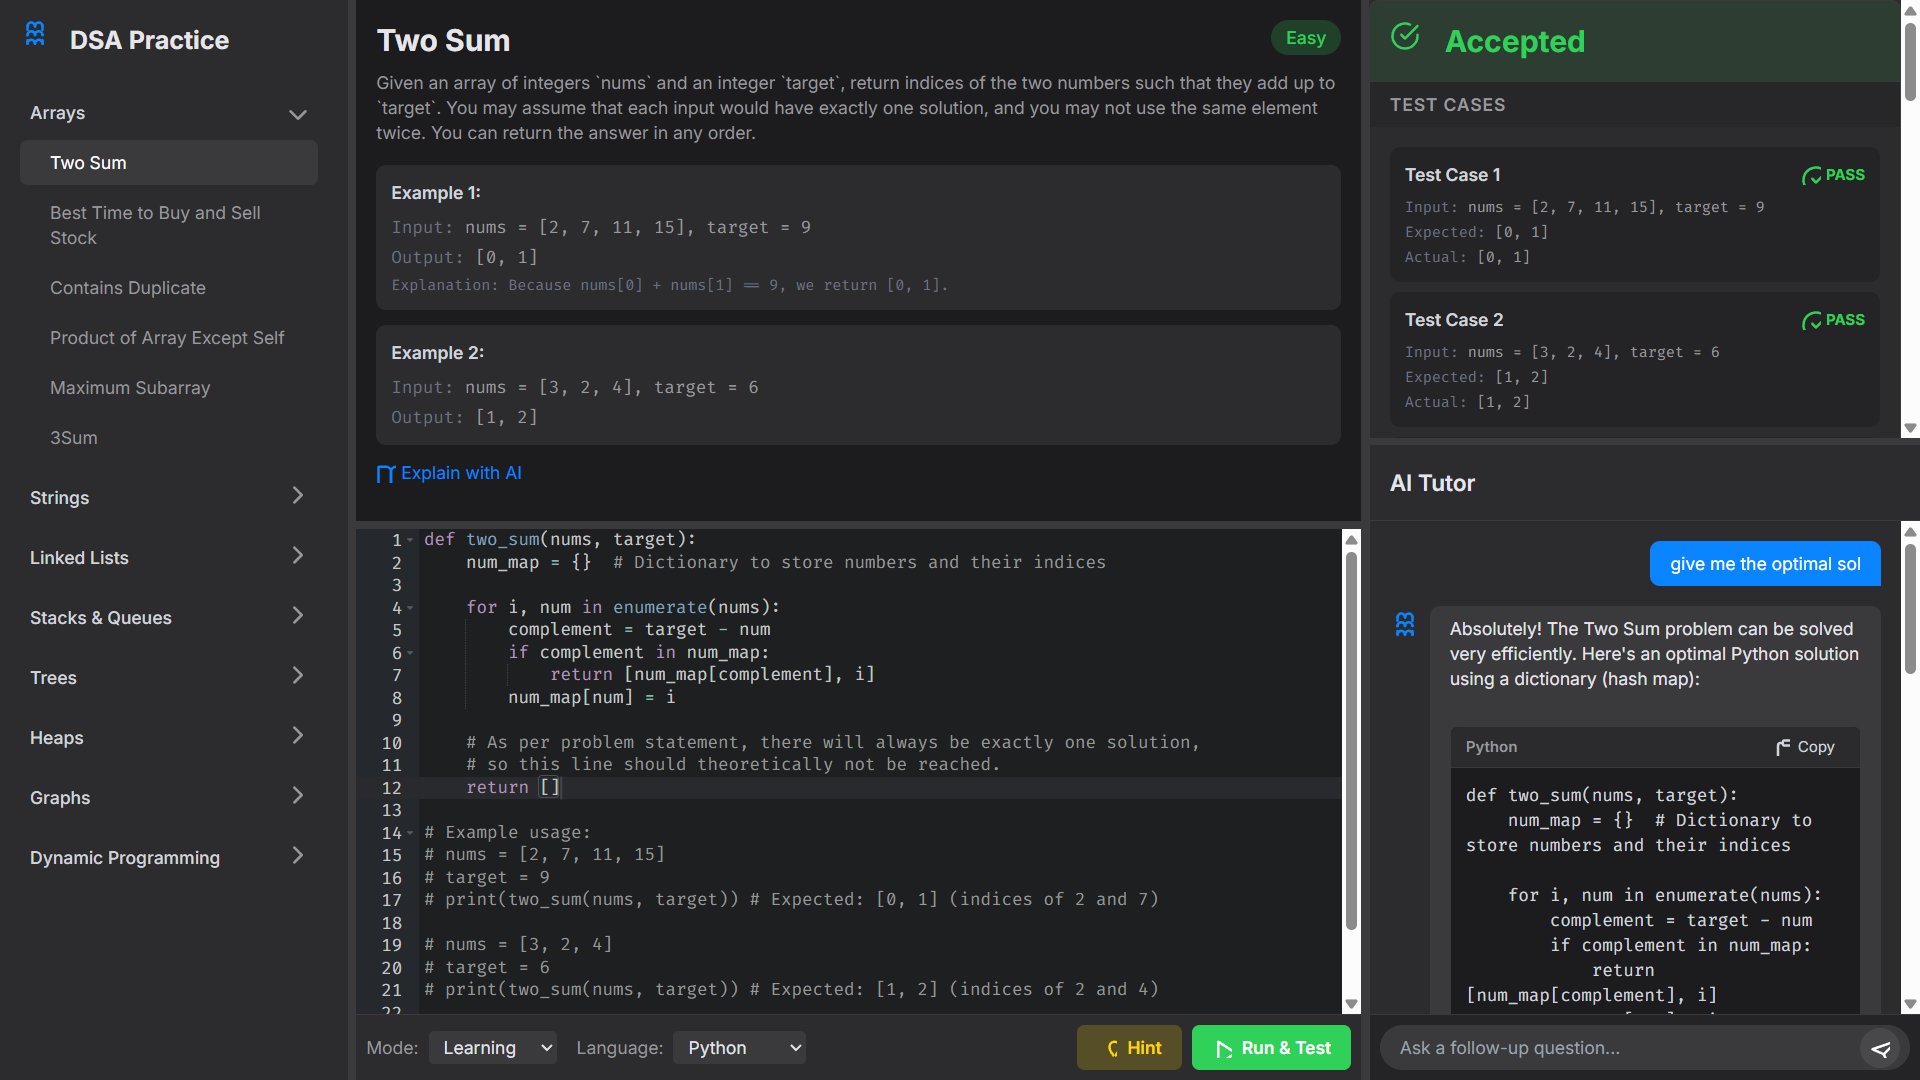 DSA Practice
Arrays
Two Sum
Best Time to Buy and Sell
Stock
Contains Duplicate
Product of Array Except Self
Maximum Subarray
3Sum
Strings
Linked Lists
Stacks & Queues
Trees
Heaps
Graphs
Dynamic Programming
Two Sum
Easy
Given an array of integers `nums` and an integer `target`, return indices of the two numbers such that they add up to
`target`. You may assume that each input would have exactly one solution, and you may not use the same element
twice. You can return the answer in any order.
Example 1:
Input: nums = [2, 7, 11, 15], target = 9
Output: [0, 1]
Explanation: Because nums[0] + nums[1] == 9, we return [0, 1].
Example 2:
Input: nums = [3, 2, 4], target = 6
Output: [1, 2]
Explain with AI
1 def two_sum(nums, target):
2     num_map = {}  # Dictionary to store numbers and their indices
3
4     for i, num in enumerate(nums):
5         complement = target - num
6         if complement in num_map:
7             return [num_map[complement], i]
8         num_map[num] = i
9
10     # As per problem statement, there will always be exactly one solution,
11     # so this line should theoretically not be reached.
12     return []
13
14 # Example usage:
15 # nums = [2, 7, 11, 15]
16 # target = 9
17 # print(two_sum(nums, target)) # Expected: [0, 1] (indices of 2 and 7)
18
19 # nums = [3, 2, 4]
20 # target = 6
21 # print(two_sum(nums, target)) # Expected: [1, 2] (indices of 2 and 4)
22
Mode: Learning Language: Python
Hint
Run & Test
Accepted
TEST CASES
Test Case 1
PASS
Input: nums = [2, 7, 11, 15], target = 9
Expected: [0, 1]
Actual: [0, 1]
Test Case 2
PASS
Input: nums = [3, 2, 4], target = 6
Expected: [1, 2]
Actual: [1, 2]
AI Tutor
give me the optimal sol
Absolutely! The Two Sum problem can be solved
very efficiently. Here's an optimal Python solution
using a dictionary (hash map):
Python
Copy
def two_sum(nums, target):
    num_map = {}  # Dictionary to
store numbers and their indices
    for i, num in enumerate(nums):
        complement = target - num
        if complement in num_map:
            return
[num_map[complement], i]
Ask a follow-up question...